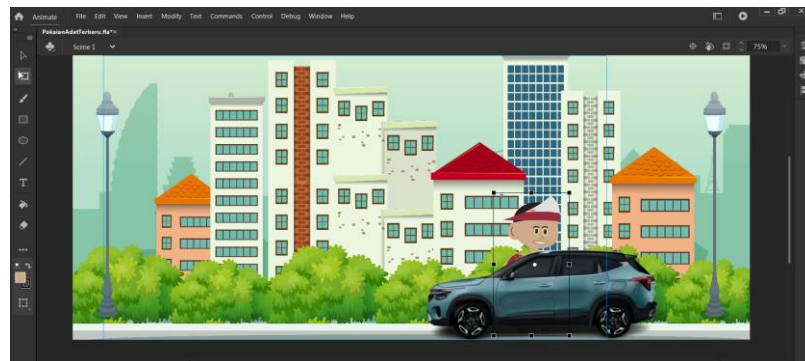 Animate File Edit View Insert Modify Text Commands Control Debug Window Help
PakaianAdatTerbaru.fla*
Scene 1 75%
T